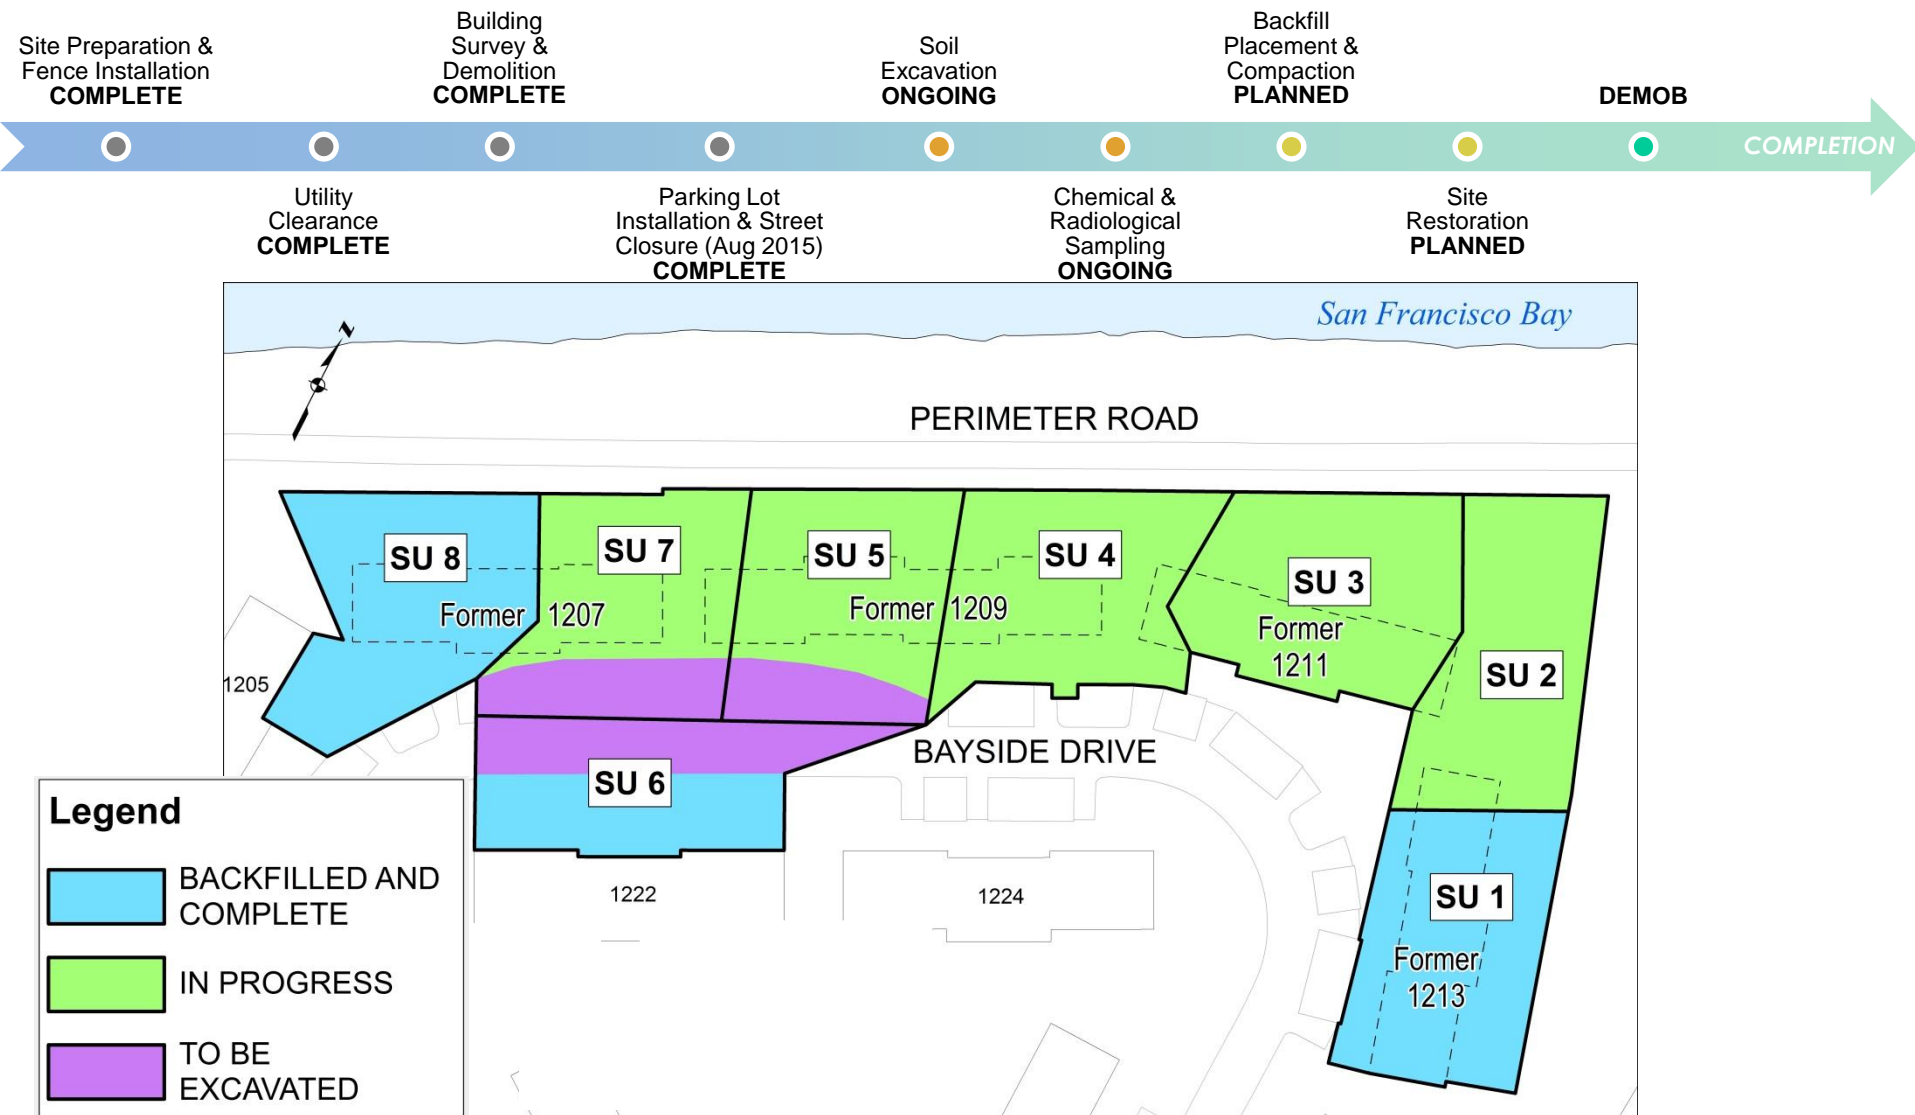 Site Preparation &
Fence Installation
COMPLETE
Utility
Clearance
COMPLETE
Building
Survey &
Demolition
COMPLETE
Parking Lot
Installation & Street
Closure (Aug 2015)
COMPLETE
Soil
Excavation
ONGOING
Chemical &
Radiological
Sampling
ONGOING
Backfill
Placement &
Compaction
PLANNED
Site
Restoration
PLANNED
DEMOB
COMPLETION
San Francisco Bay
N
PERIMETER ROAD
SU 8
SU 7
SU 5
SU 4
SU 3
SU 2
Former 1207
Former 1209
Former
1211
1205
BAYSIDE DRIVE
SU 6
1222
1224
SU 1
Former
1213
Legend
BACKFILLED AND
COMPLETE
IN PROGRESS
TO BE
EXCAVATED